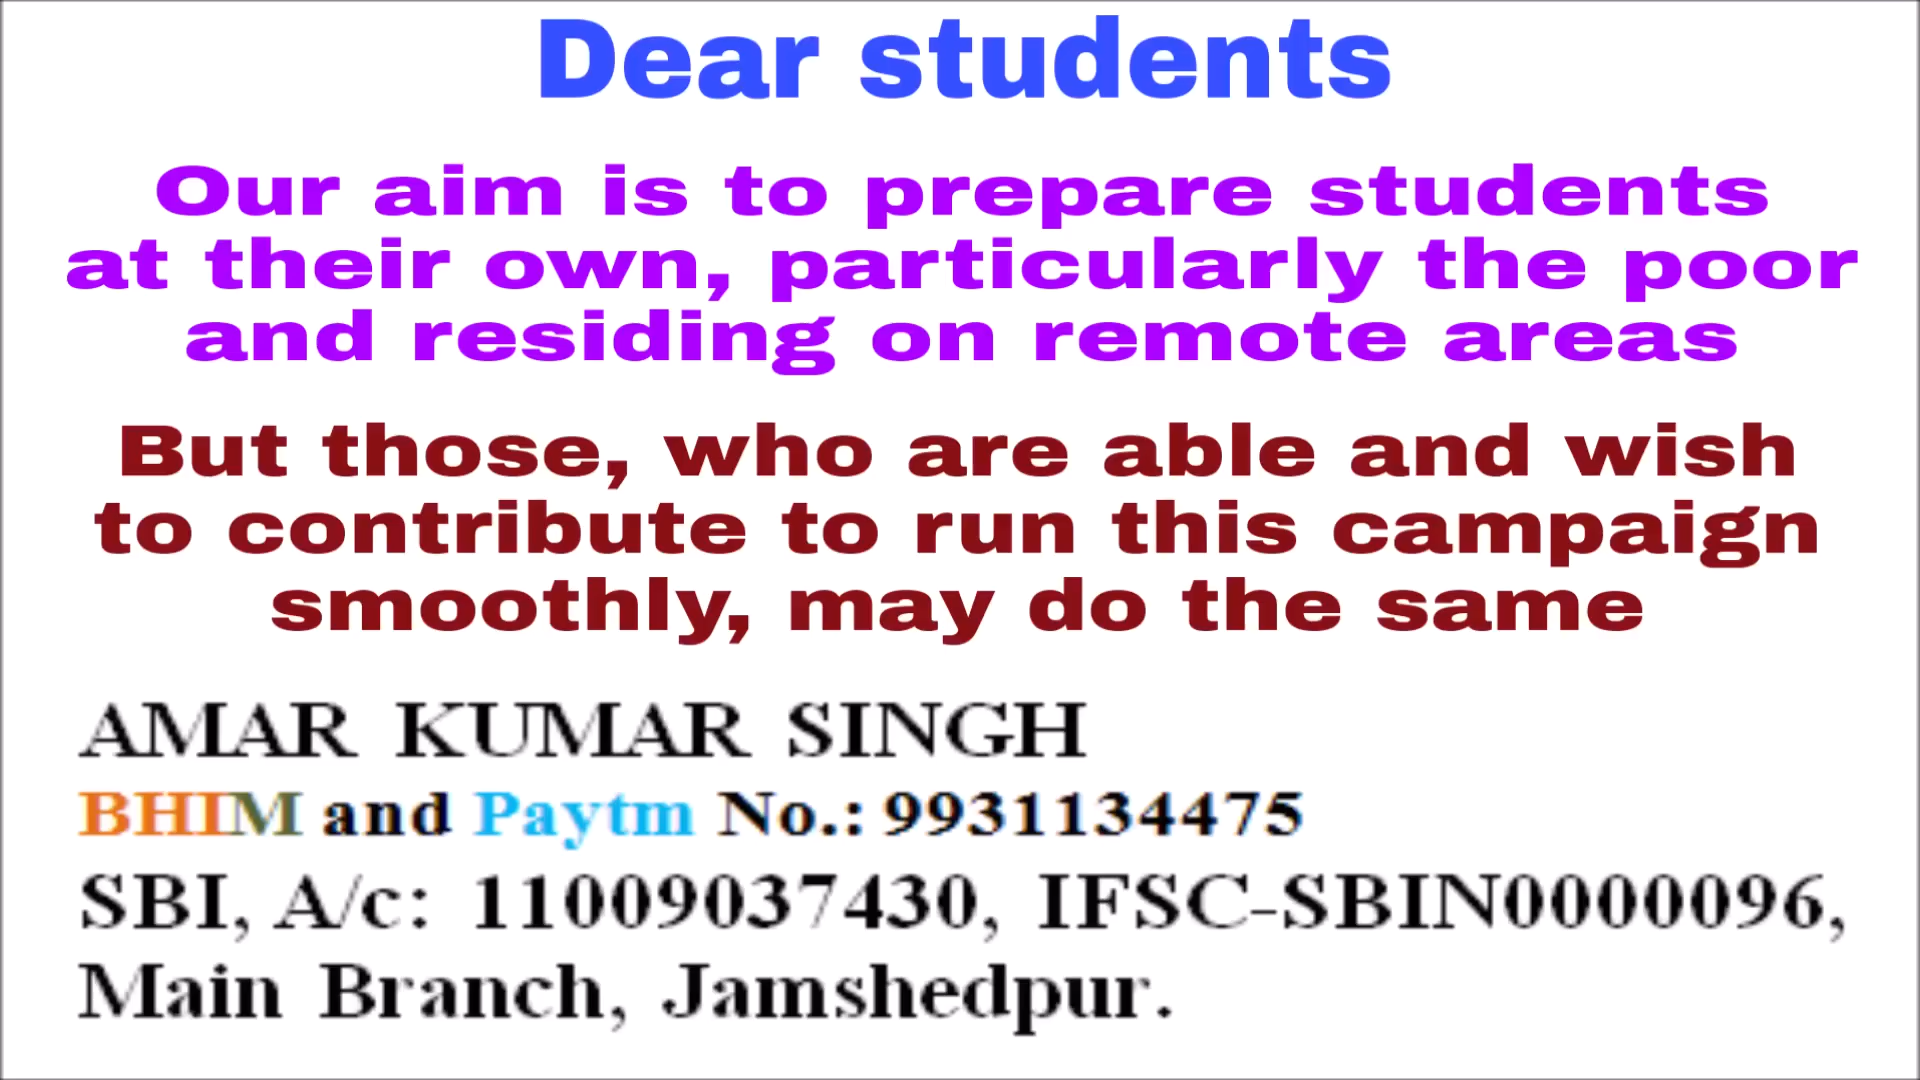 Dear students
Our aim is to prepare students
at their own, particularly the poor
and residing on remote areas
But those, who are able and wish
to contribute to run this campaign
smoothly, may do the same
AMAR KUMAR SINGH
BHIM and Paytm No.: 9931134475
SBI, A/c: 11009037430, IFSC-SBIN0000096,
Main Branch, Jamshedpur.